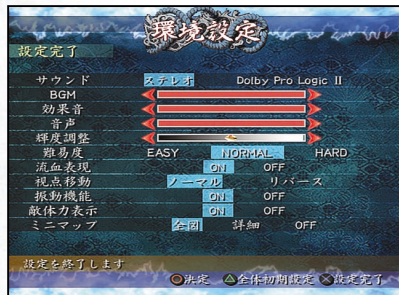 環境設定
設定完了
サウンド ステレオ Dolby Pro Logic II
BGM
効果音
音声
輝度調整
難易度 EASY NORMAL HARD
流血表現 ON OFF
視点移動 ノーマル リバース
振動機能 ON OFF
敵体力表示 ON OFF
ミニマップ 全図 詳細 OFF
設定を終了します
○決定 △全体初期設定 ×設定完了